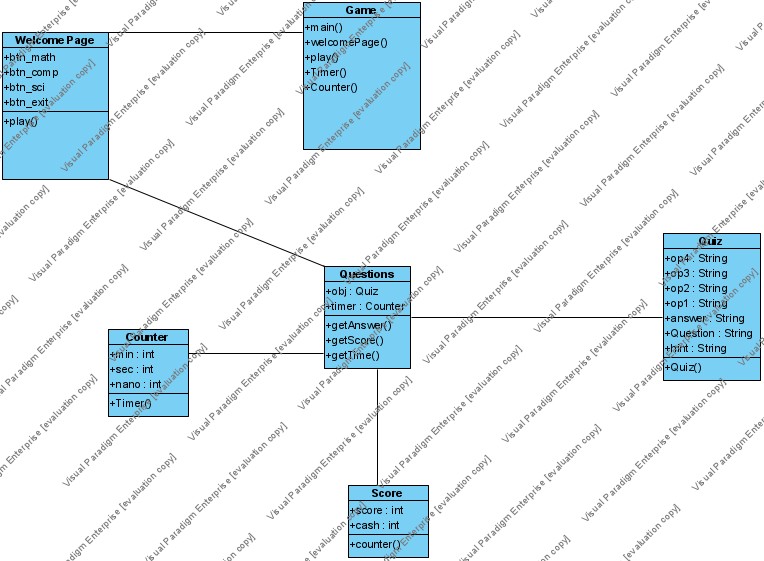 Game
+main()
+welcomePage()
+play()
+Timer()
+Counter()
Welcome Page
+btn_math
+btn_comp
+btn_sci
+btn_exit
+play()
Questions
+obj : Quiz
+timer : Counter
+getAnswer()
+getScore()
+getTime()
Quiz
+op4 : String
+op3 : String
+op2 : String
+op1 : String
+answer : String
+Question : String
+hint : String
+Quiz()
Counter
+min : int
+sec : int
+nano : int
+Timer()
Score
+score : int
+cash : int
+counter()
Visual Paradigm Enterprise [evaluation copy]